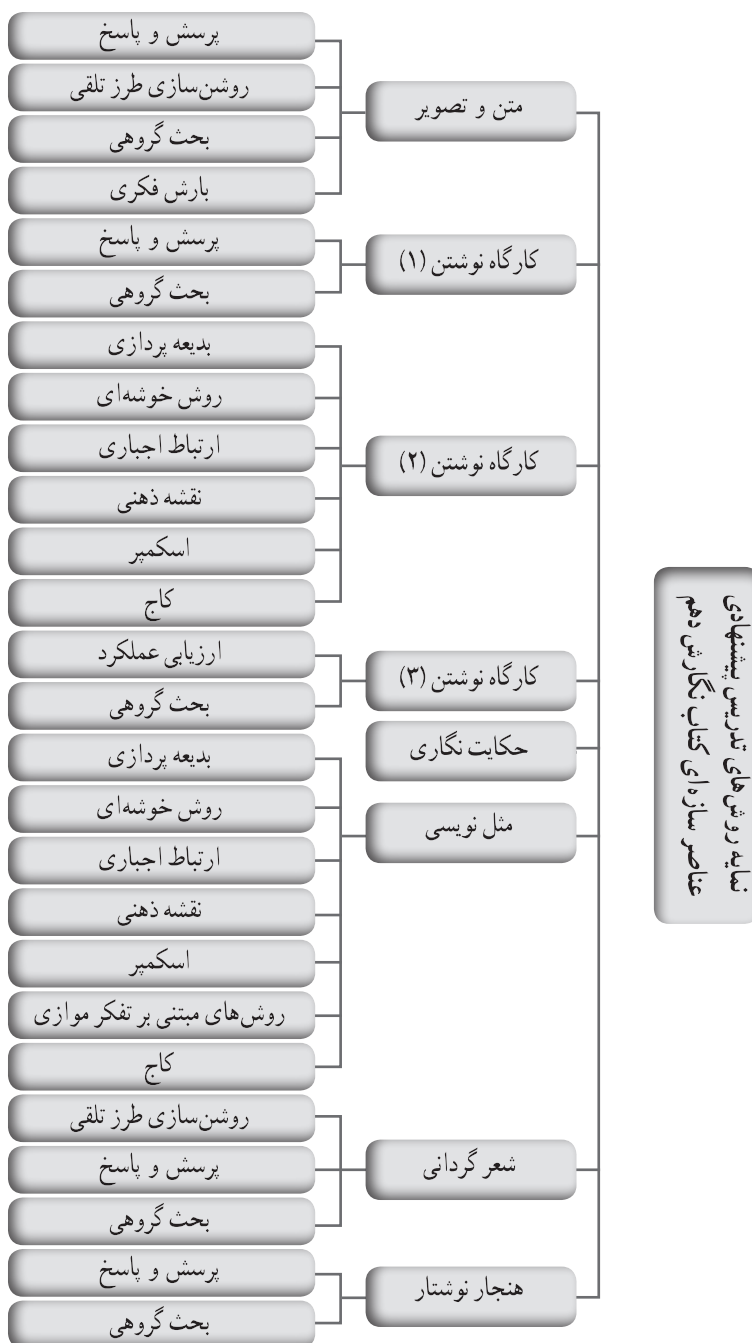 نمایه روش‌های تدریس پیشنهادی
عناصر سازه‌ای کتاب نگارش دهم
متن و تصویر
پرسش و پاسخ
روشن‌سازی طرز تلقی
بحث گروهی
بارش فکری
کارگاه نوشتن (۱)
پرسش و پاسخ
بحث گروهی
کارگاه نوشتن (۲)
بدیعه پردازی
روش خوشه‌ای
ارتباط اجباری
نقشه ذهنی
اسکمپر
کاج
کارگاه نوشتن (۳)
ارزیابی عملکرد
بحث گروهی
حکایت نگاری
مثل نویسی
بدیعه پردازی
روش خوشه‌ای
ارتباط اجباری
نقشه ذهنی
اسکمپر
روش‌های مبتنی بر تفکر موازی
کاج
شعر گردانی
روشن‌سازی طرز تلقی
پرسش و پاسخ
بحث گروهی
هنجار نوشتار
پرسش و پاسخ
بحث گروهی